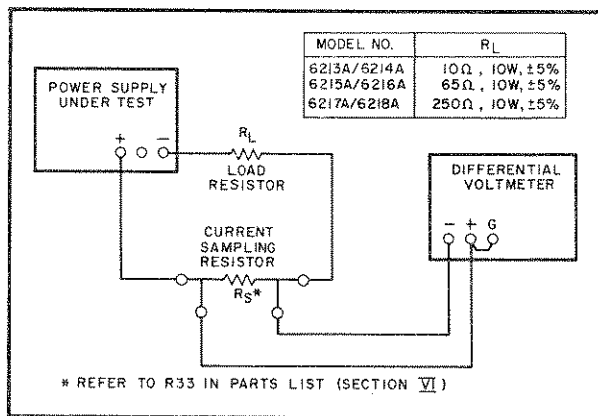 MODEL NO. RL
6213A/6214A 10Ω, 10W, ±5%
6215A/6216A 65Ω, 10W, ±5%
6217A/6218A 250Ω, 10W, ±5%
POWER SUPPLY
UNDER TEST
+ −
RL
LOAD
RESISTOR
DIFFERENTIAL
VOLTMETER
− + G
CURRENT
SAMPLING
RESISTOR
RS*
* REFER TO R33 IN PARTS LIST (SECTION VI)